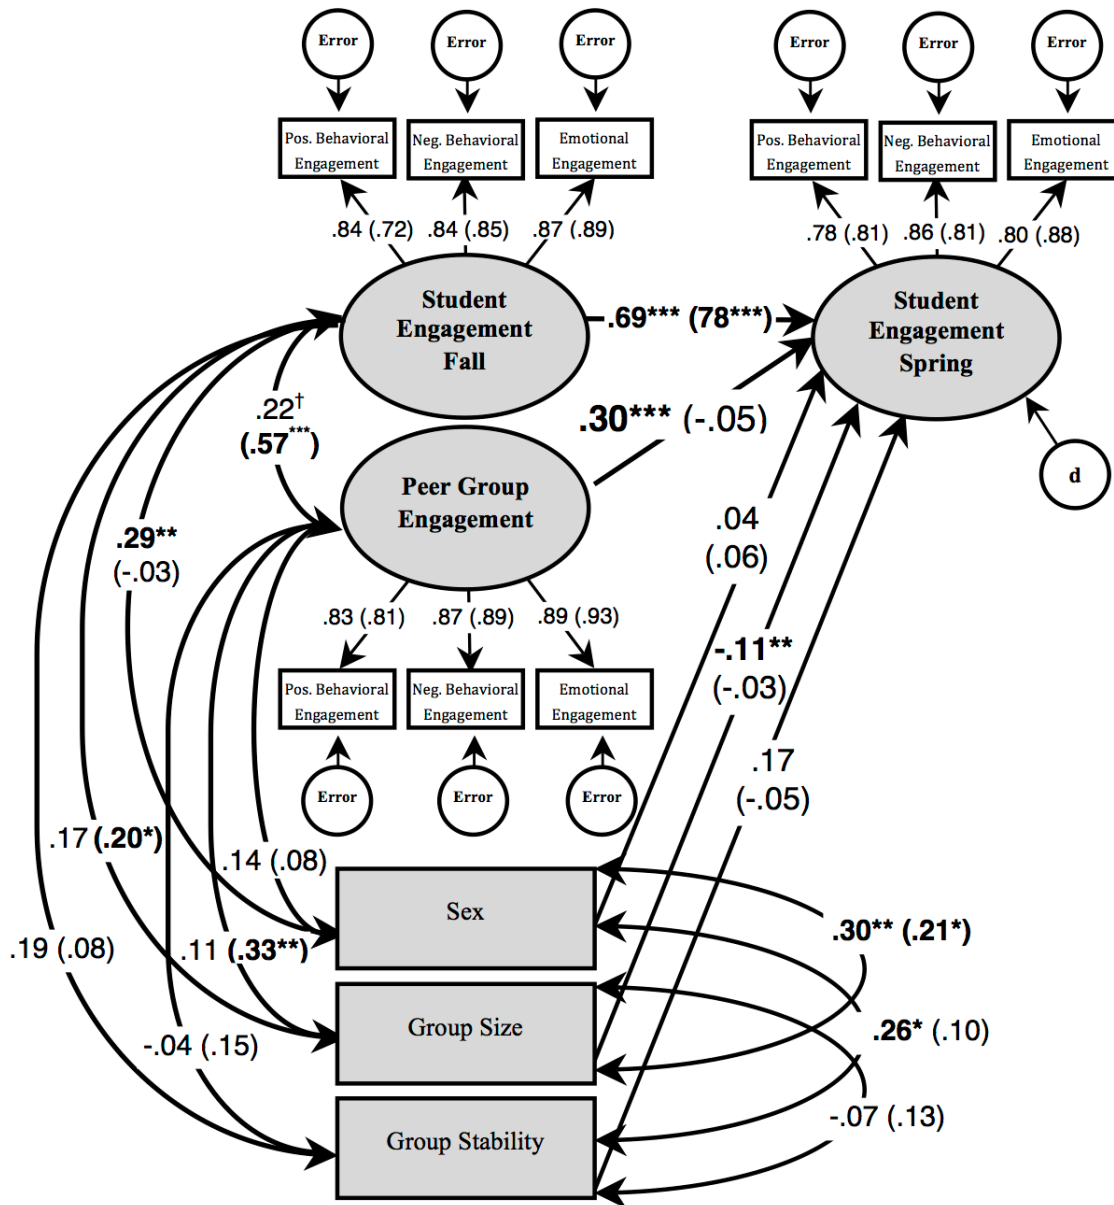 Error Error Error Error Error Error
Pos. Behavioral Engagement
Neg. Behavioral Engagement
Emotional Engagement
Pos. Behavioral Engagement
Neg. Behavioral Engagement
Emotional Engagement
.84 (.72) .84 (.85) .87 (.89)
.78 (.81) .86 (.81) .80 (.88)
Student
Engagement
Fall
.69*** (78***)
Student
Engagement
Spring
.22†
(.57***)
.30*** (-.05)
Peer Group
Engagement
d
.29**
(-.03)
.04
(.06)
.83 (.81) .87 (.89) .89 (.93)
-.11**
(-.03)
Pos. Behavioral Engagement
Neg. Behavioral Engagement
Emotional Engagement
.17
(-.05)
Error Error Error
.17 (.20*)
.14 (.08)
Sex
.30** (.21*)
.19 (.08)
.11 (.33**)
Group Size
.26* (.10)
-.04 (.15)
-.07 (.13)
Group Stability